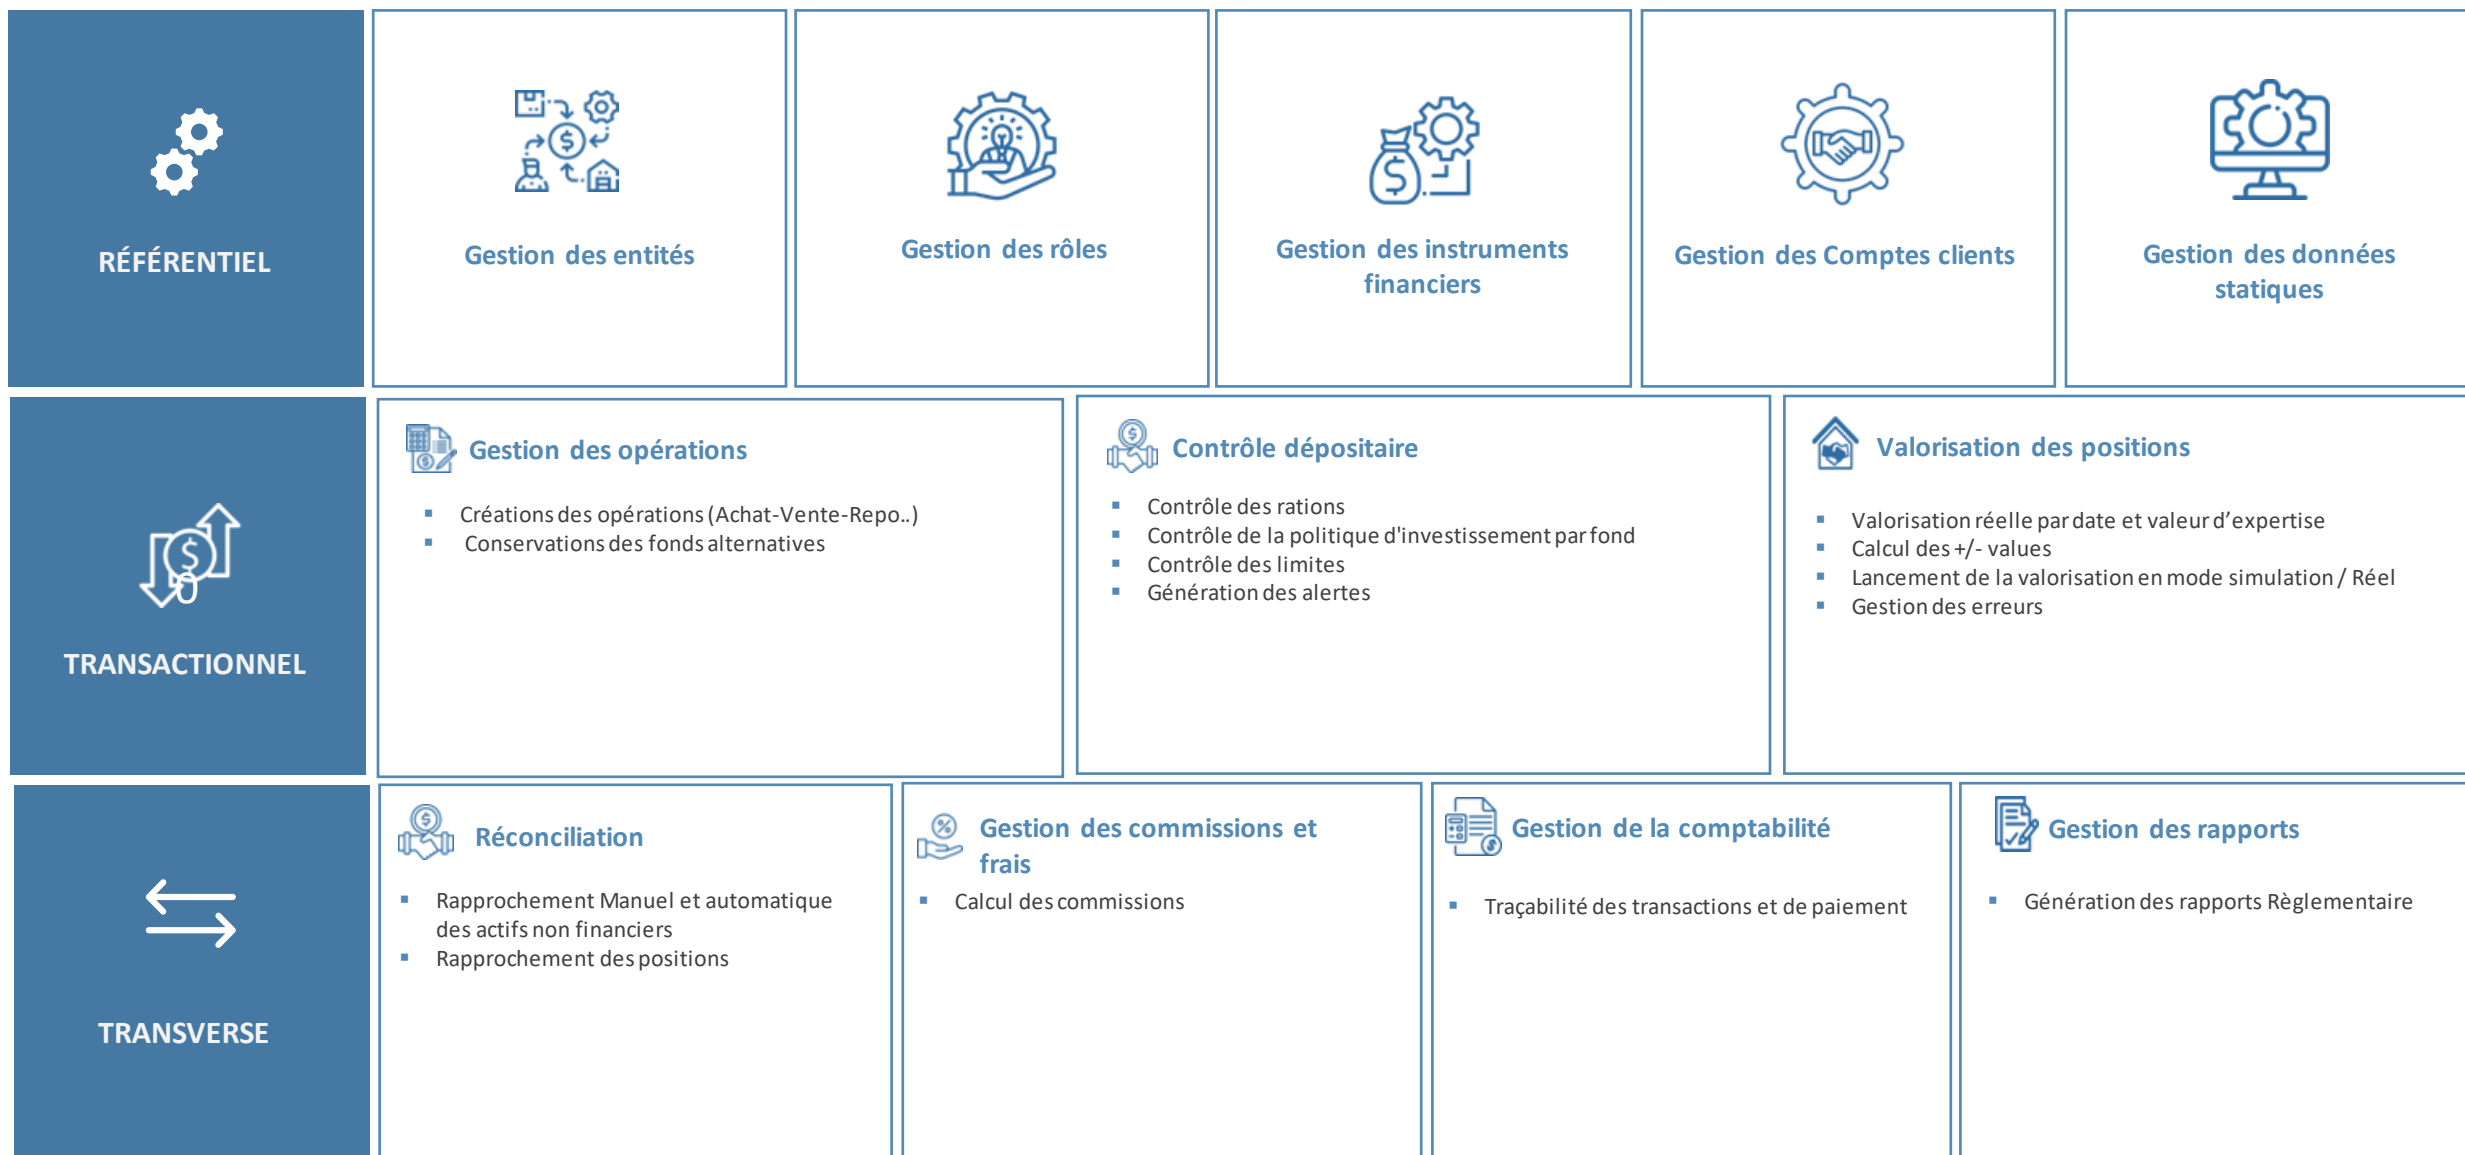 RÉFÉRENTIEL
Gestion des entités
Gestion des rôles
Gestion des instruments
financiers
Gestion des Comptes clients
Gestion des données
statiques
TRANSACTIONNEL
Gestion des opérations
▪ Créations des opérations (Achat-Vente-Repo..)
▪ Conservations des fonds alternatives
Contrôle dépositaire
▪ Contrôle des rations
▪ Contrôle de la politique d'investissement par fond
▪ Contrôle des limites
▪ Génération des alertes
Valorisation des positions
▪ Valorisation réelle par date et valeur d’expertise
▪ Calcul des +/- values
▪ Lancement de la valorisation en mode simulation / Réel
▪ Gestion des erreurs
TRANSVERSE
Réconciliation
▪ Rapprochement Manuel et automatique
des actifs non financiers
▪ Rapprochement des positions
Gestion des commissions et
frais
▪ Calcul des commissions
Gestion de la comptabilité
▪ Traçabilité des transactions et de paiement
Gestion des rapports
▪ Génération des rapports Règlementaire